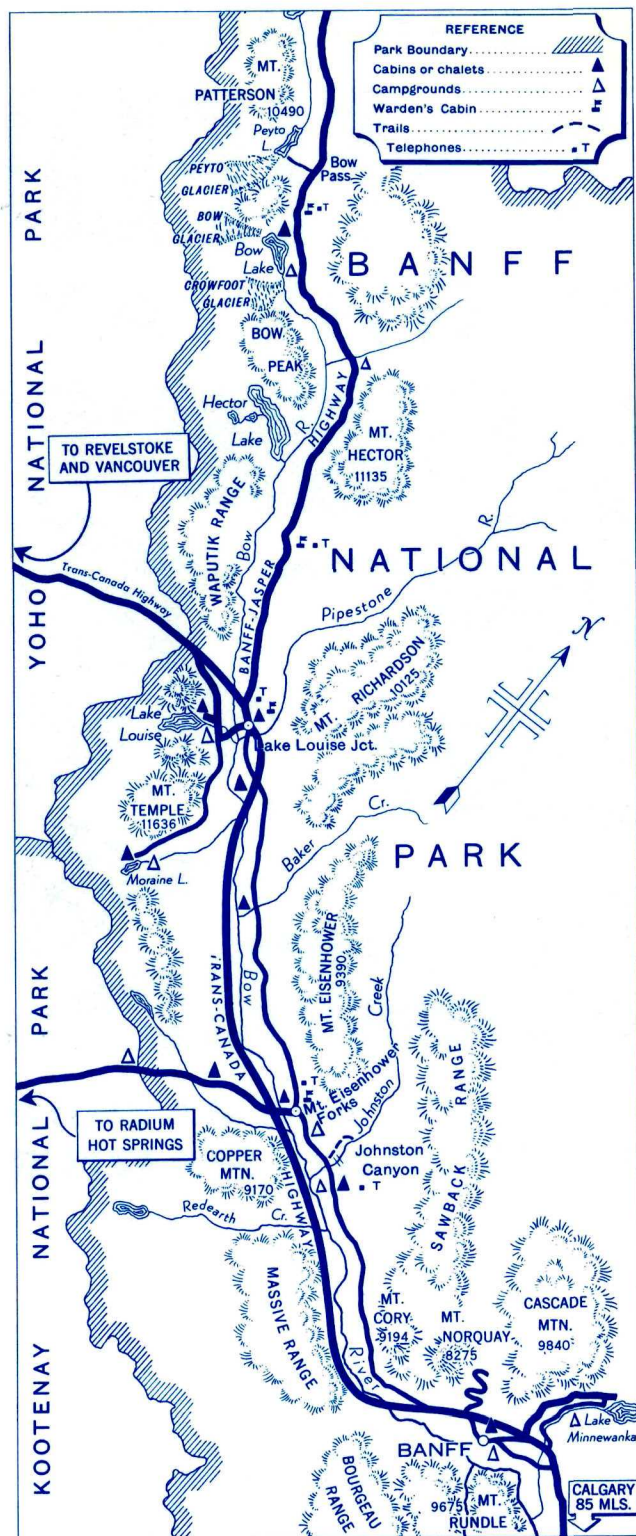 REFERENCE
Park Boundary
Cabins or chalets
Campgrounds
Warden's Cabin
Trails
Telephones T
MT.
PATTERSON
10490
Peyto
L.
PEYTO
GLACIER
Bow
Pass
T
BOW
GLACIER
Bow
Lake
CROWFOOT
GLACIER
BANFF
BOW
PEAK
Hector
Lake
R.
HIGHWAY
MT.
HECTOR
11135
PARK
NATIONAL
YOHO
TO REVELSTOKE
AND VANCOUVER
WAPUTIK RANGE
Bow
BANFF-JASPER
T
NATIONAL
R.
Pipestone
Trans-Canada Highway
N
MT. RICHARDSON
10125
T
Lake
Louise
Lake Louise Jct.
MT.
TEMPLE
11636
Moraine L.
Baker Cr.
PARK
MT. EISENHOWER
9390
Bow
TRANS-CANADA
Creek
Johnston
T
Mt. Eisenhower
Forks
PARK
NATIONAL
KOOTENAY
TO RADIUM
HOT SPRINGS
COPPER
MTN.
9170
Johnston
Canyon
T
Redearth Cr.
HIGHWAY
SAWBACK RANGE
MASSIVE RANGE
River
MT.
CORY
9194
MT.
NORQUAY
8275
CASCADE
MTN.
9840
Lake
Minnewanka
BANFF
BOURGEAU
RANGE
9675
MT.
RUNDLE
CALGARY
85 MLS.